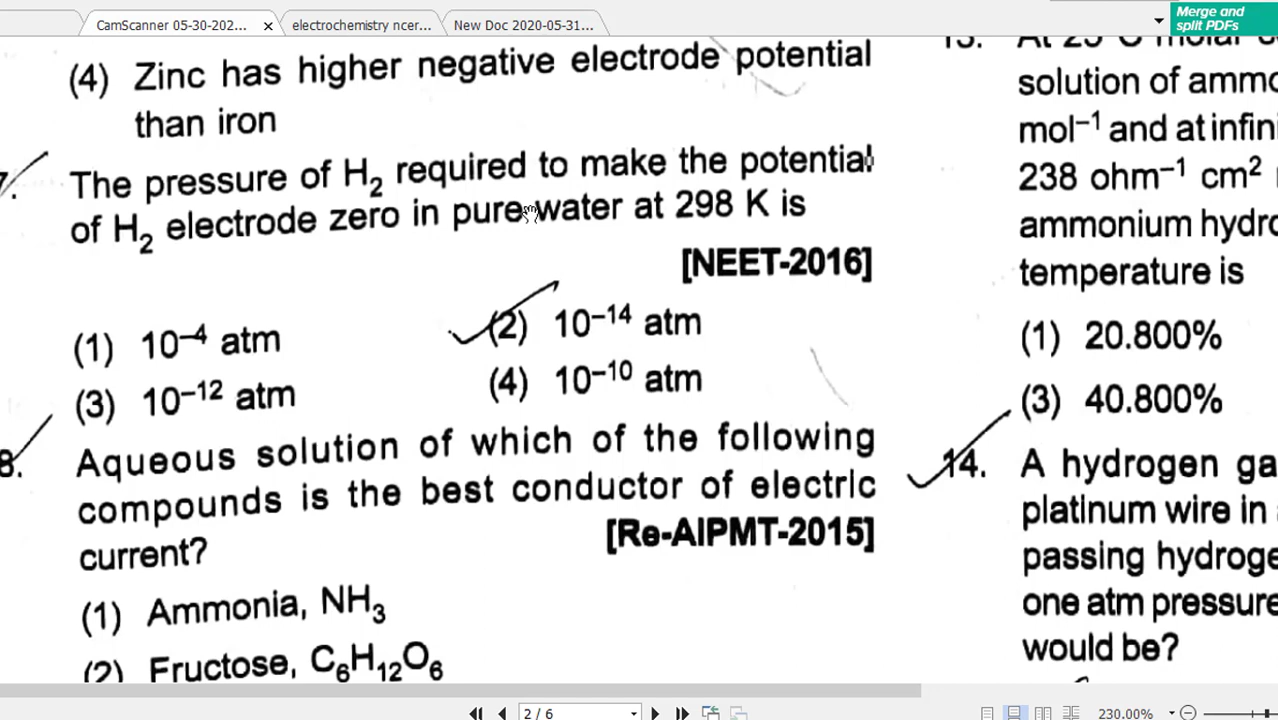 CamScanner 05-30-202...
electrochemistry ncer...
New Doc 2020-05-31...
Merge and
split PDFs
(4) Zinc has higher negative electrode potential
than iron
7. The pressure of H₂ required to make the potential
of H₂ electrode zero in pure water at 298 K is
[NEET-2016]
(1) 10⁻⁴ atm
(2) 10⁻¹⁴ atm
(3) 10⁻¹² atm
(4) 10⁻¹⁰ atm
8. Aqueous solution of which of the following
compounds is the best conductor of electric
current?
[Re-AIPMT-2015]
(1) Ammonia, NH₃
(2) Fructose, C₆H₁₂O₆
solution of ammo
mol⁻¹ and at infini
238 ohm⁻¹ cm²
ammonium hydro
temperature is
(1) 20.800%
(3) 40.800%
14. A hydrogen ga
platinum wire in
passing hydroge
one atm pressure
would be?
2 / 6
230.00%